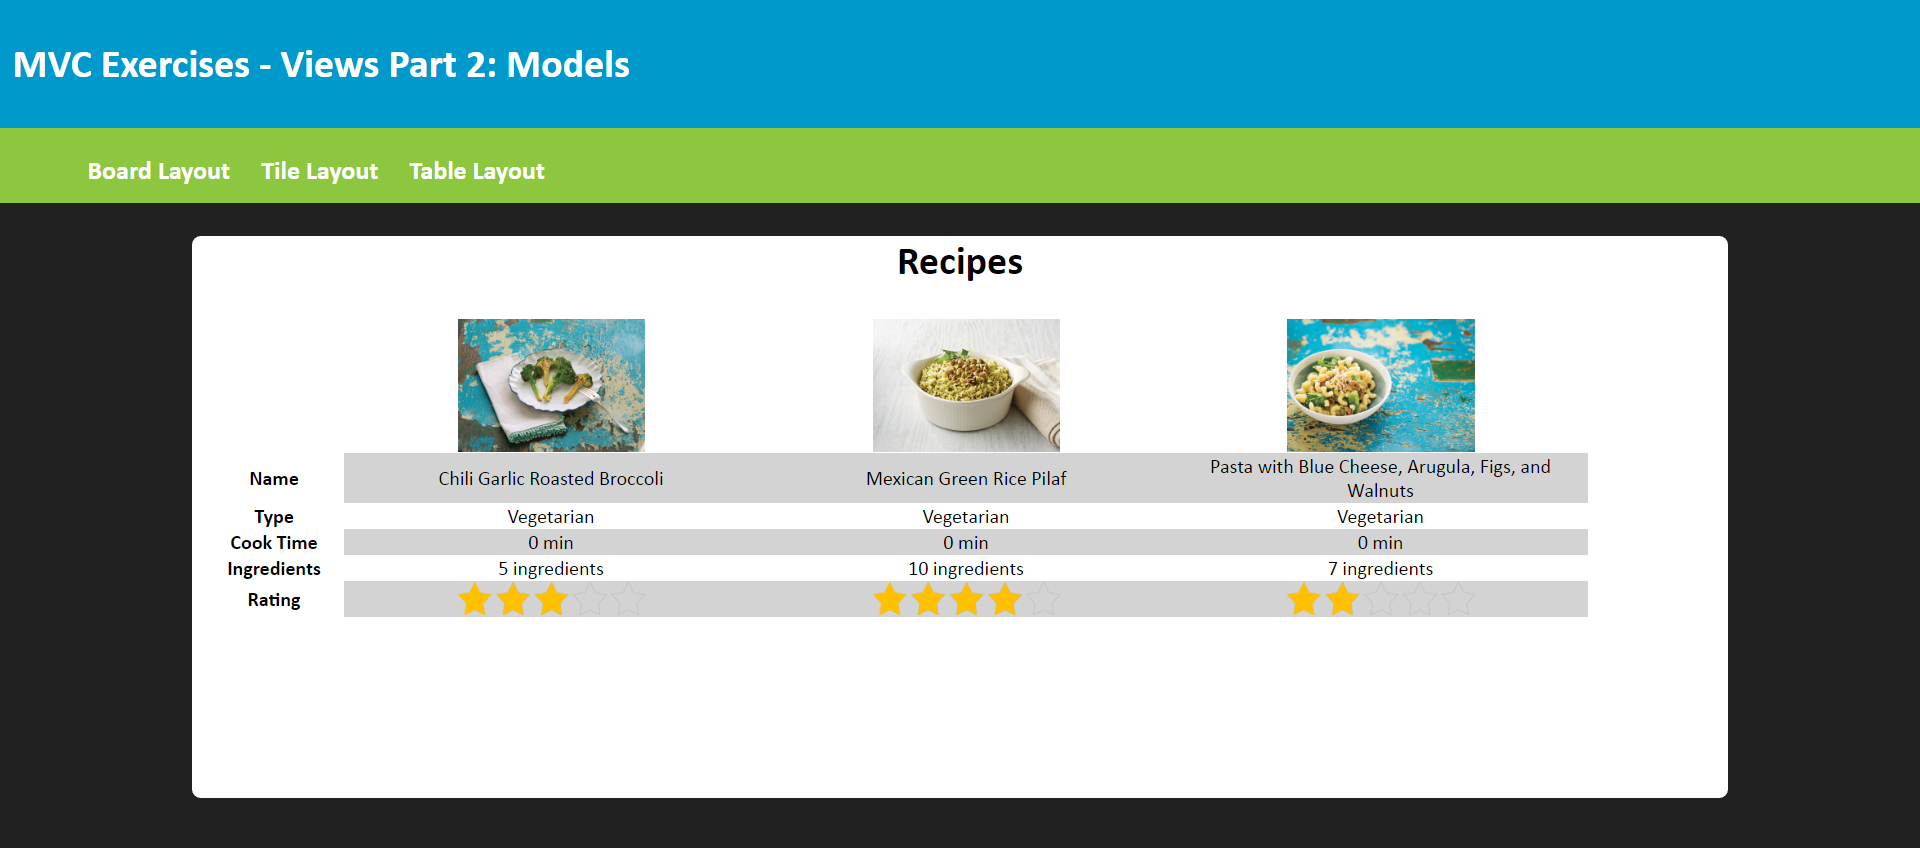 MVC Exercises - Views Part 2: Models
Board Layout Tile Layout Table Layout
Recipes
Name Chili Garlic Roasted Broccoli Mexican Green Rice Pilaf Pasta with Blue Cheese, Arugula, Figs, and
Walnuts
Type Vegetarian Vegetarian Vegetarian
Cook Time 0 min 0 min 0 min
Ingredients 5 ingredients 10 ingredients 7 ingredients
Rating